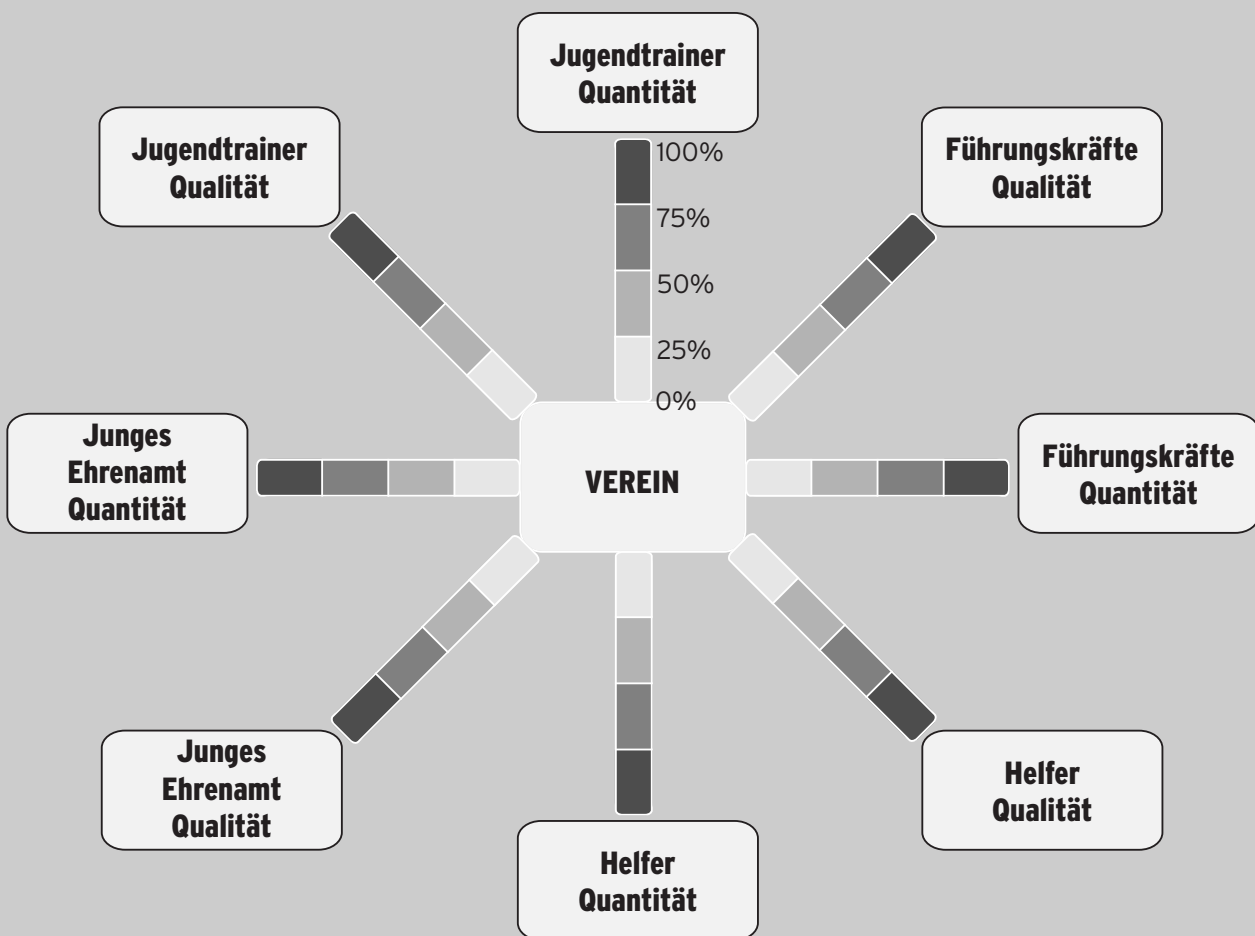 Jugendtrainer
Quantität
Jugendtrainer
Qualität
Führungskräfte
Qualität
100%
75%
50%
25%
0%
Junges
Ehrenamt
Quantität
VEREIN
Führungskräfte
Quantität
Junges
Ehrenamt
Qualität
Helfer
Qualität
Helfer
Quantität